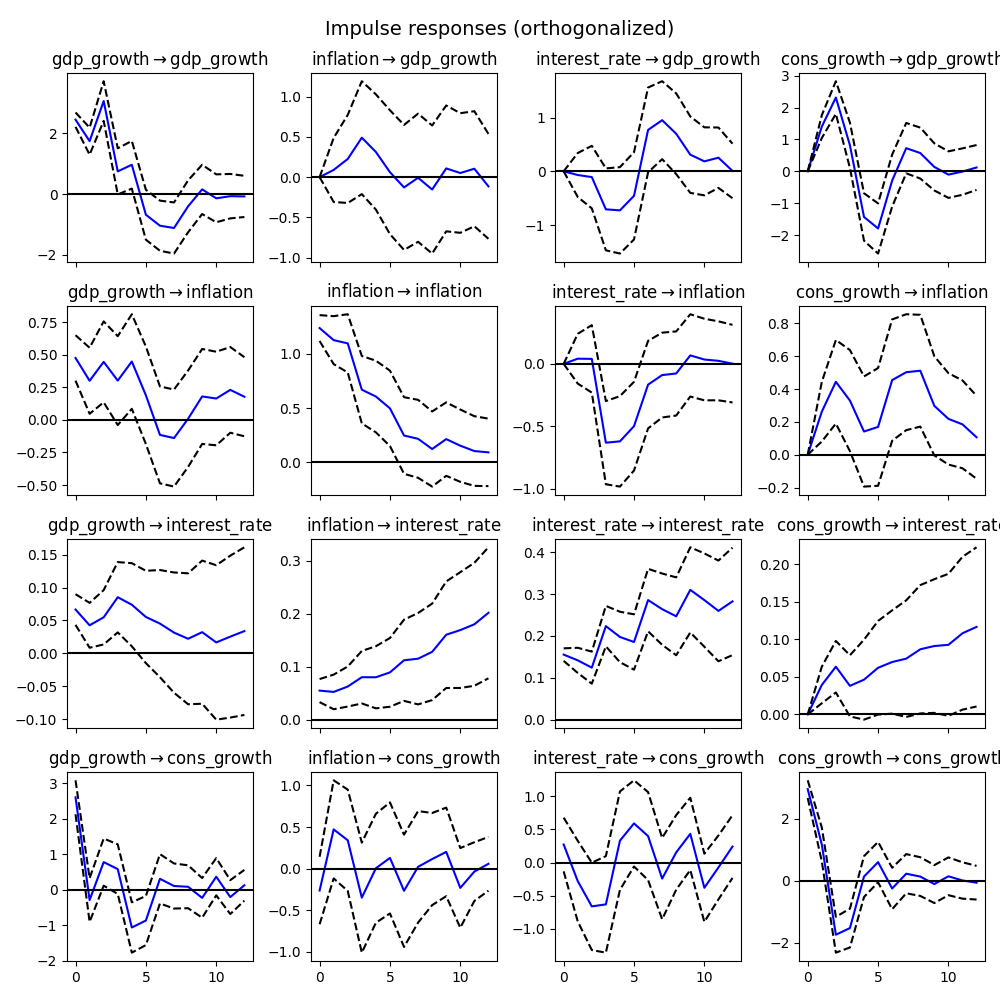 Impulse responses (orthogonalized)
gdp_growth→gdp_growth inflation→gdp_growth interest_rate→gdp_growth cons_growth→gdp_growth
2 1.0 1 3
0 0.5 0 2
−2 0.0 −1 1
−0.5 0
−1.0 −1
−2
gdp_growth→inflation inflation→inflation interest_rate→inflation cons_growth→inflation
0.75 1.0 0.0 0.8
0.50 0.5 −0.5 0.6
0.25 0.0 −1.0 0.4
0.00 0.2
−0.25 0.0
−0.50 −0.2
gdp_growth→interest_rate inflation→interest_rate interest_rate→interest_rate cons_growth→interest_rate
0.15 0.3 0.4 0.20
0.10 0.2 0.3 0.15
0.05 0.1 0.2 0.10
0.00 0.0 0.1 0.05
−0.05 0.0 0.00
−0.10
gdp_growth→cons_growth inflation→cons_growth interest_rate→cons_growth cons_growth→cons_growth
3 1.0 1.0 2
2 0.5 0.5 0
1 0.0 0.0 −2
0 −0.5 −0.5
−1 −1.0 −1.0
−2
0 5 10 0 5 10 0 5 10 0 5 10